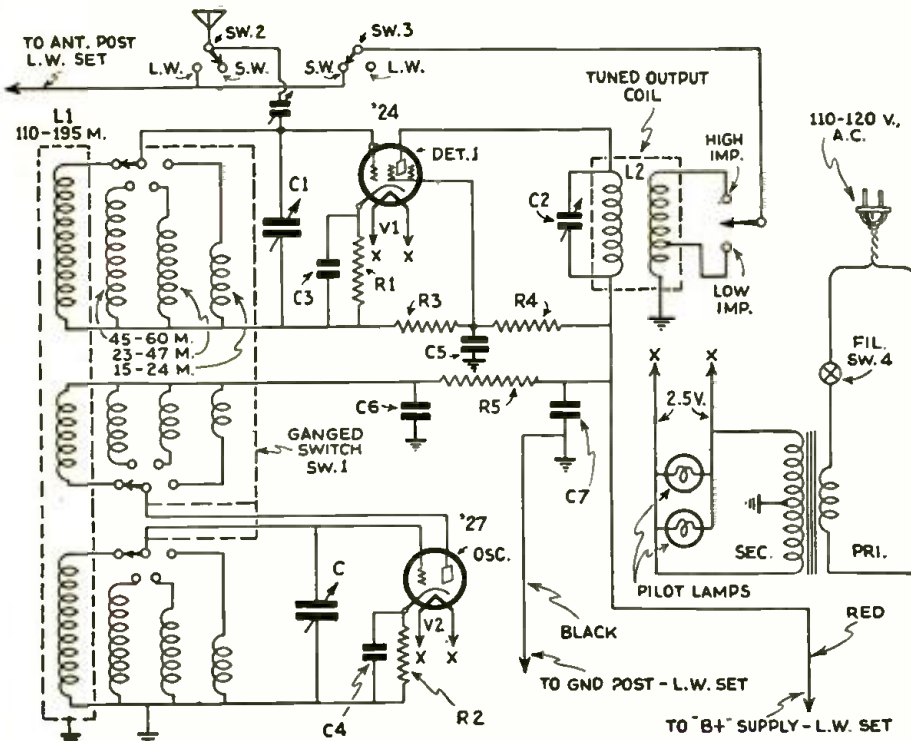 SW.2
SW.3
TO ANT. POST
L.W. SET
L.W.
S.W.
S.W.
L.W.
TUNED OUTPUT
COIL
110-120 V.,
A.C.
L1
110-195 M.
'24
DET.1
HIGH
IMP.
L2
C1
C2
V1
X X
C3
R1
LOW
IMP.
R3
R4
45-60 M.
23-47 M.
15-24 M.
C5
X X
FIL.
SW.4
2.5V.
C6
R5
GANGED
SWITCH
SW.1
C7
'27
OSC.
SEC.
PRI.
PILOT LAMPS
C
V2
X X
BLACK
RED
C4
R2
TO GND POST - L.W. SET
TO "B+" SUPPLY - L.W. SET